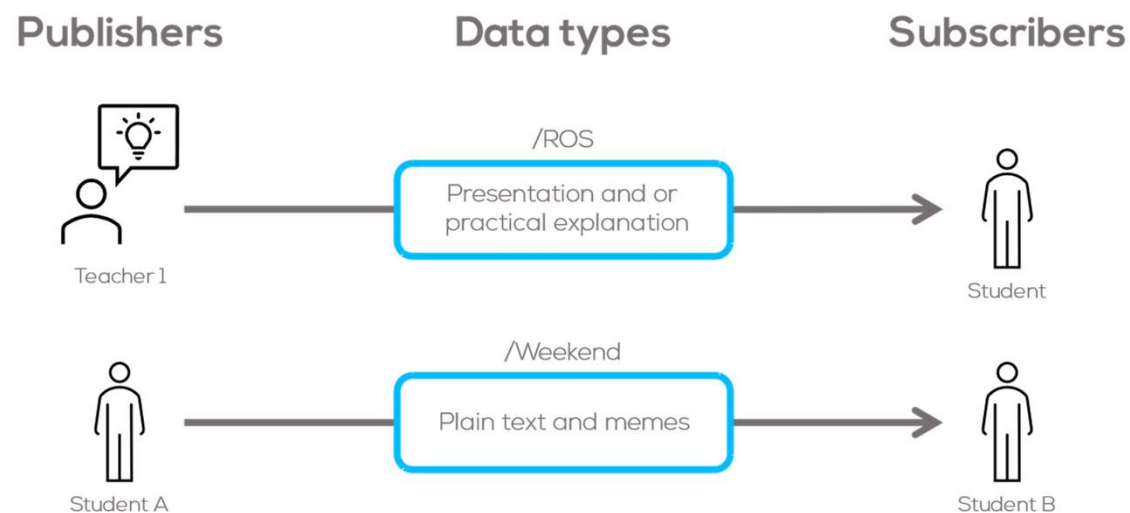 Publishers
Data types
Subscribers
/ROS
Presentation and or
practical explanation
Teacher 1
Student
/Weekend
Plain text and memes
Student A
Student B